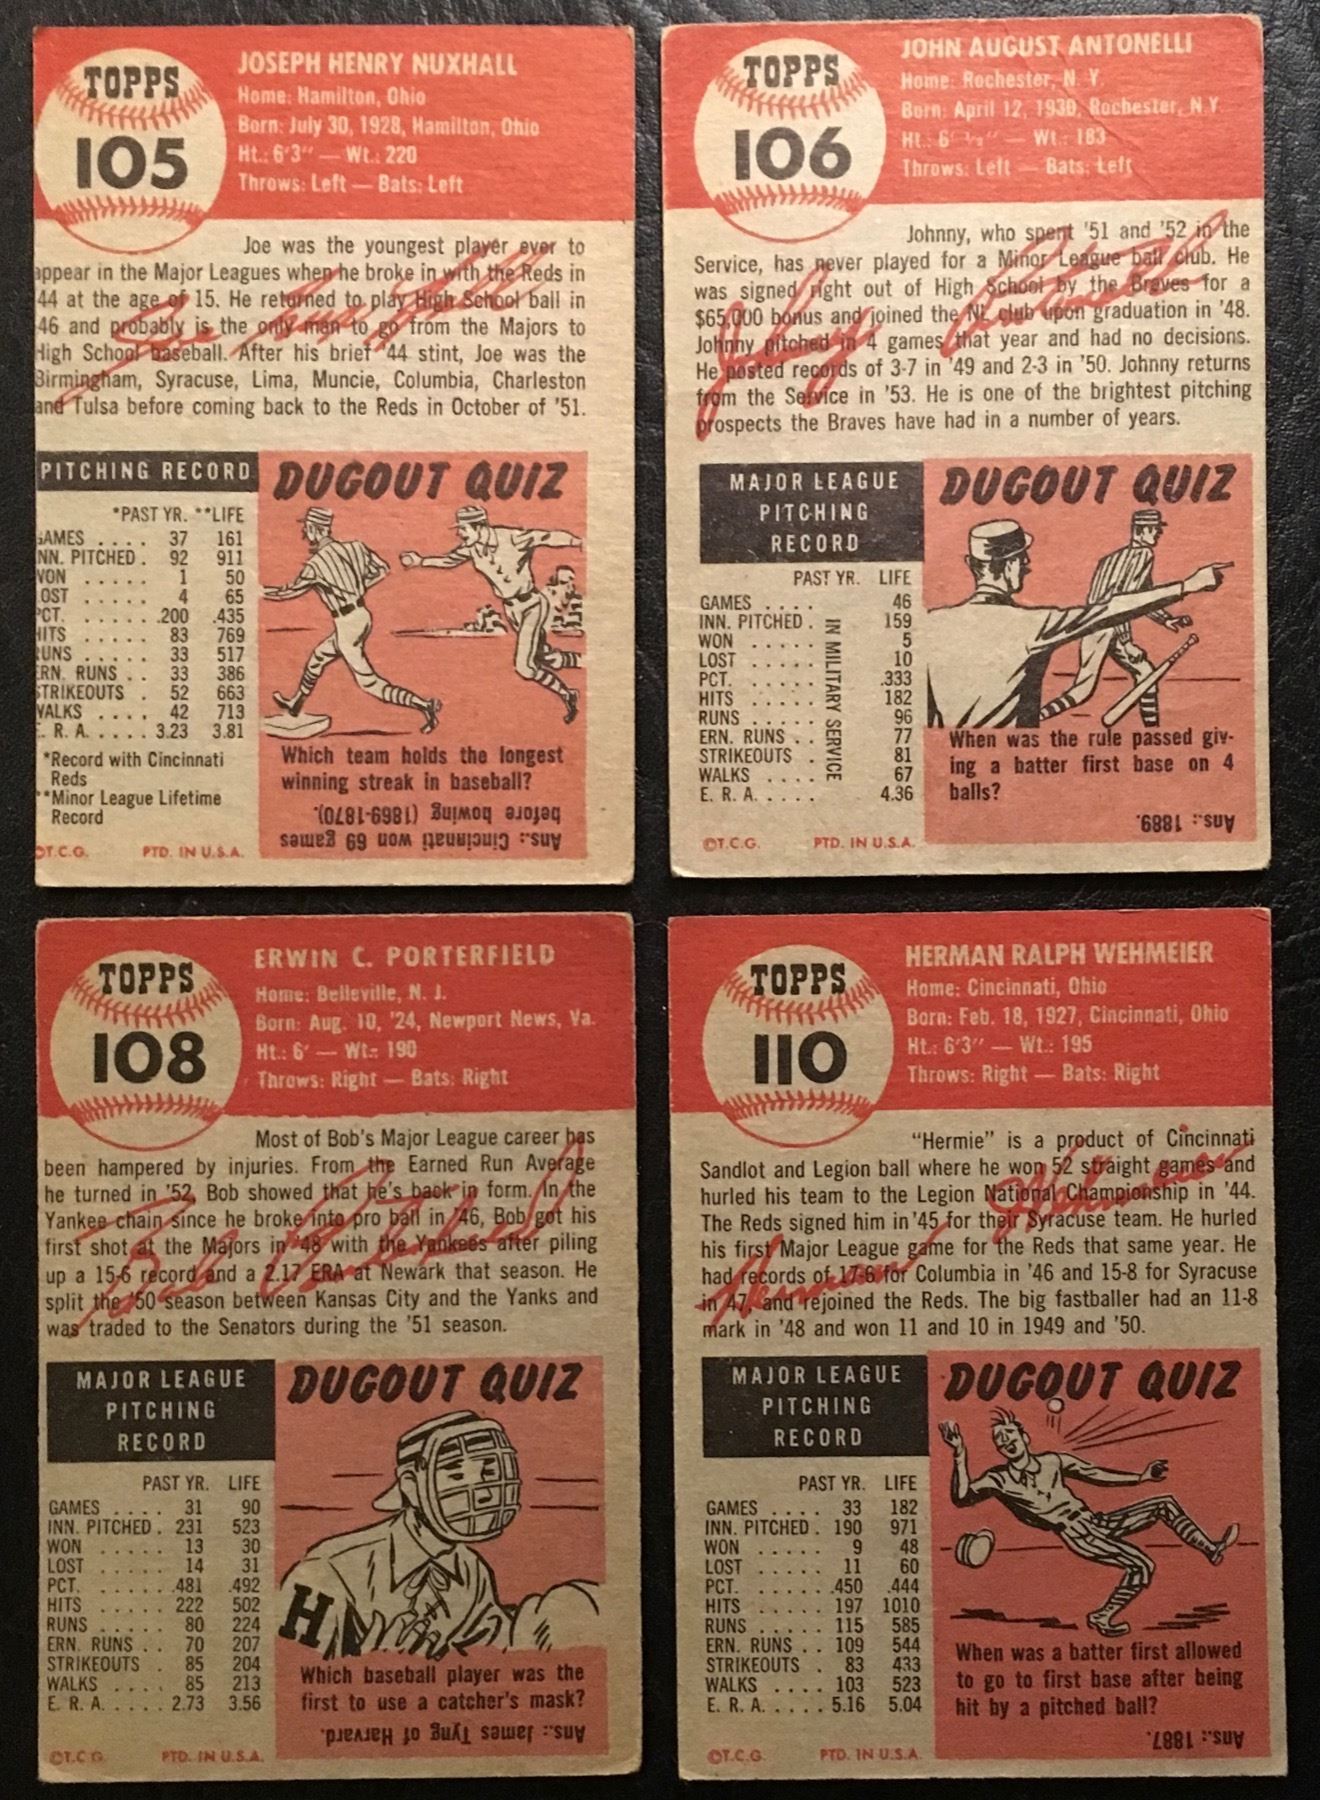 TOPPS
105
JOSEPH HENRY NUXHALL
Home: Hamilton, Ohio
Born: July 30, 1928, Hamilton, Ohio
Ht.: 6'3" — Wt.: 220
Throws: Left — Bats: Left
Joe was the youngest player ever to
appear in the Major Leagues when he broke in with the Reds in
44 at the age of 15. He returned to play High School ball in
46 and probably is the only man to go from the Majors to
High School baseball. After his brief '44 stint, Joe was the
Birmingham, Syracuse, Lima, Muncie, Columbia, Charleston
and Tulsa before coming back to the Reds in October of '51.
Joe Nuxhall
PITCHING RECORD
*PAST YR. **LIFE
GAMES .... 37 161
INN. PITCHED . 92 911
WON ..... 1 50
LOST ..... 4 65
PCT. ..... .200 .435
HITS ..... 83 769
RUNS ..... 33 517
ERN. RUNS .. 33 386
STRIKEOUTS . 52 663
WALKS .... 42 713
E. R. A. .... 3.23 3.81
*Record with Cincinnati
Reds
**Minor League Lifetime
Record
©T.C.G. PTD. IN U.S.A.
DUGOUT QUIZ
Which team holds the longest
winning streak in baseball?
Ans.: Cincinnati won 69 games
before bowing (1869-1870).
TOPPS
106
JOHN AUGUST ANTONELLI
Home: Rochester, N. Y.
Born: April 12, 1930, Rochester, N.Y.
Ht.: 6' ½" — Wt.: 183
Throws: Left — Bats: Left
Johnny, who spent '51 and '52 in the
Service, has never played for a Minor League ball club. He
was signed right out of High School by the Braves for a
$65,000 bonus and joined the NL club upon graduation in '48.
Johnny pitched in 4 games that year and had no decisions.
He posted records of 3-7 in '49 and 2-3 in '50. Johnny returns
from the Service in '53. He is one of the brightest pitching
prospects the Braves have had in a number of years.
Johnny Antonelli
MAJOR LEAGUE
PITCHING
RECORD
PAST YR. LIFE
GAMES .... 46
INN. PITCHED . 159
WON ..... 5
LOST ..... 10
PCT. ..... .333
HITS ..... 182
RUNS ..... 96
ERN. RUNS .. 77
STRIKEOUTS . 81
WALKS .... 67
E. R. A. .... 4.36
IN MILITARY SERVICE
©T.C.G. PTD. IN U.S.A.
DUGOUT QUIZ
When was the rule passed giv-
ing a batter first base on 4
balls?
Ans.: 1889.
TOPPS
108
ERWIN C. PORTERFIELD
Home: Belleville, N. J.
Born: Aug. 10, '24, Newport News, Va.
Ht.: 6' — Wt.: 190
Throws: Right — Bats: Right
Most of Bob's Major League career has
been hampered by injuries. From the Earned Run Average
he turned in '52, Bob showed that he's back in form. In the
Yankee chain since he broke into pro ball in '46, Bob got his
first shot at the Majors in '48 with the Yankees after piling
up a 15-6 record and a 2.17 ERA at Newark that season. He
split the '50 season between Kansas City and the Yanks and
was traded to the Senators during the '51 season.
Bob Porterfield
MAJOR LEAGUE
PITCHING
RECORD
PAST YR. LIFE
GAMES .... 31 90
INN. PITCHED . 231 523
WON ..... 13 30
LOST ..... 14 31
PCT. ..... .481 .492
HITS ..... 222 502
RUNS ..... 80 224
ERN. RUNS .. 70 207
STRIKEOUTS . 85 204
WALKS .... 85 213
E. R. A. .... 2.73 3.56
©T.C.G. PTD. IN U.S.A.
DUGOUT QUIZ
H
Which baseball player was the
first to use a catcher's mask?
Ans.: James Tyng of Harvard.
TOPPS
110
HERMAN RALPH WEHMEIER
Home: Cincinnati, Ohio
Born: Feb. 18, 1927, Cincinnati, Ohio
Ht.: 6'3" — Wt.: 195
Throws: Right — Bats: Right
"Hermie" is a product of Cincinnati
Sandlot and Legion ball where he won 52 straight games and
hurled his team to the Legion National Championship in '44.
The Reds signed him in '45 for their Syracuse team. He hurled
his first Major League game for the Reds that same year. He
had records of 17-6 for Columbia in '46 and 15-8 for Syracuse
in '47, and rejoined the Reds. The big fastballer had an 11-8
mark in '48 and won 11 and 10 in 1949 and '50.
Herman Wehmeier
MAJOR LEAGUE
PITCHING
RECORD
PAST YR. LIFE
GAMES .... 33 182
INN. PITCHED . 190 971
WON ..... 9 48
LOST ..... 11 60
PCT. ..... .450 .444
HITS ..... 197 1010
RUNS ..... 115 585
ERN. RUNS .. 109 544
STRIKEOUTS . 83 433
WALKS .... 103 523
E. R. A. .... 5.16 5.04
©T.C.G. PTD. IN U.S.A.
DUGOUT QUIZ
When was a batter first allowed
to go to first base after being
hit by a pitched ball?
Ans.: 1887.